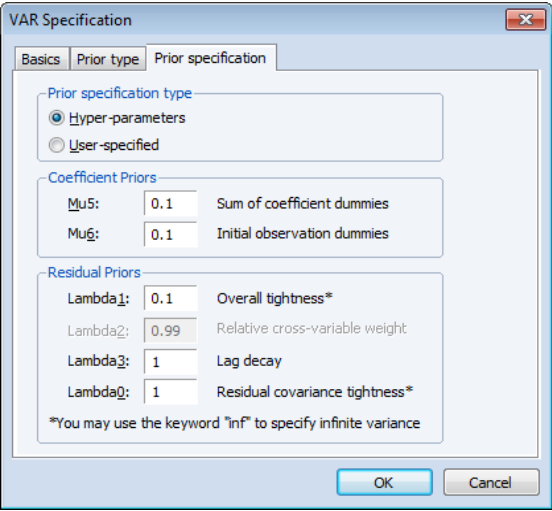 VAR Specification
Basics Prior type Prior specification
Prior specification type
Hyper-parameters
User-specified
Coefficient Priors
Mu5: 0.1 Sum of coefficient dummies
Mu6: 0.1 Initial observation dummies
Residual Priors
Lambda1: 0.1 Overall tightness*
Lambda2: 0.99 Relative cross-variable weight
Lambda3: 1 Lag decay
Lambda0: 1 Residual covariance tightness*
*You may use the keyword "inf" to specify infinite variance
OK Cancel